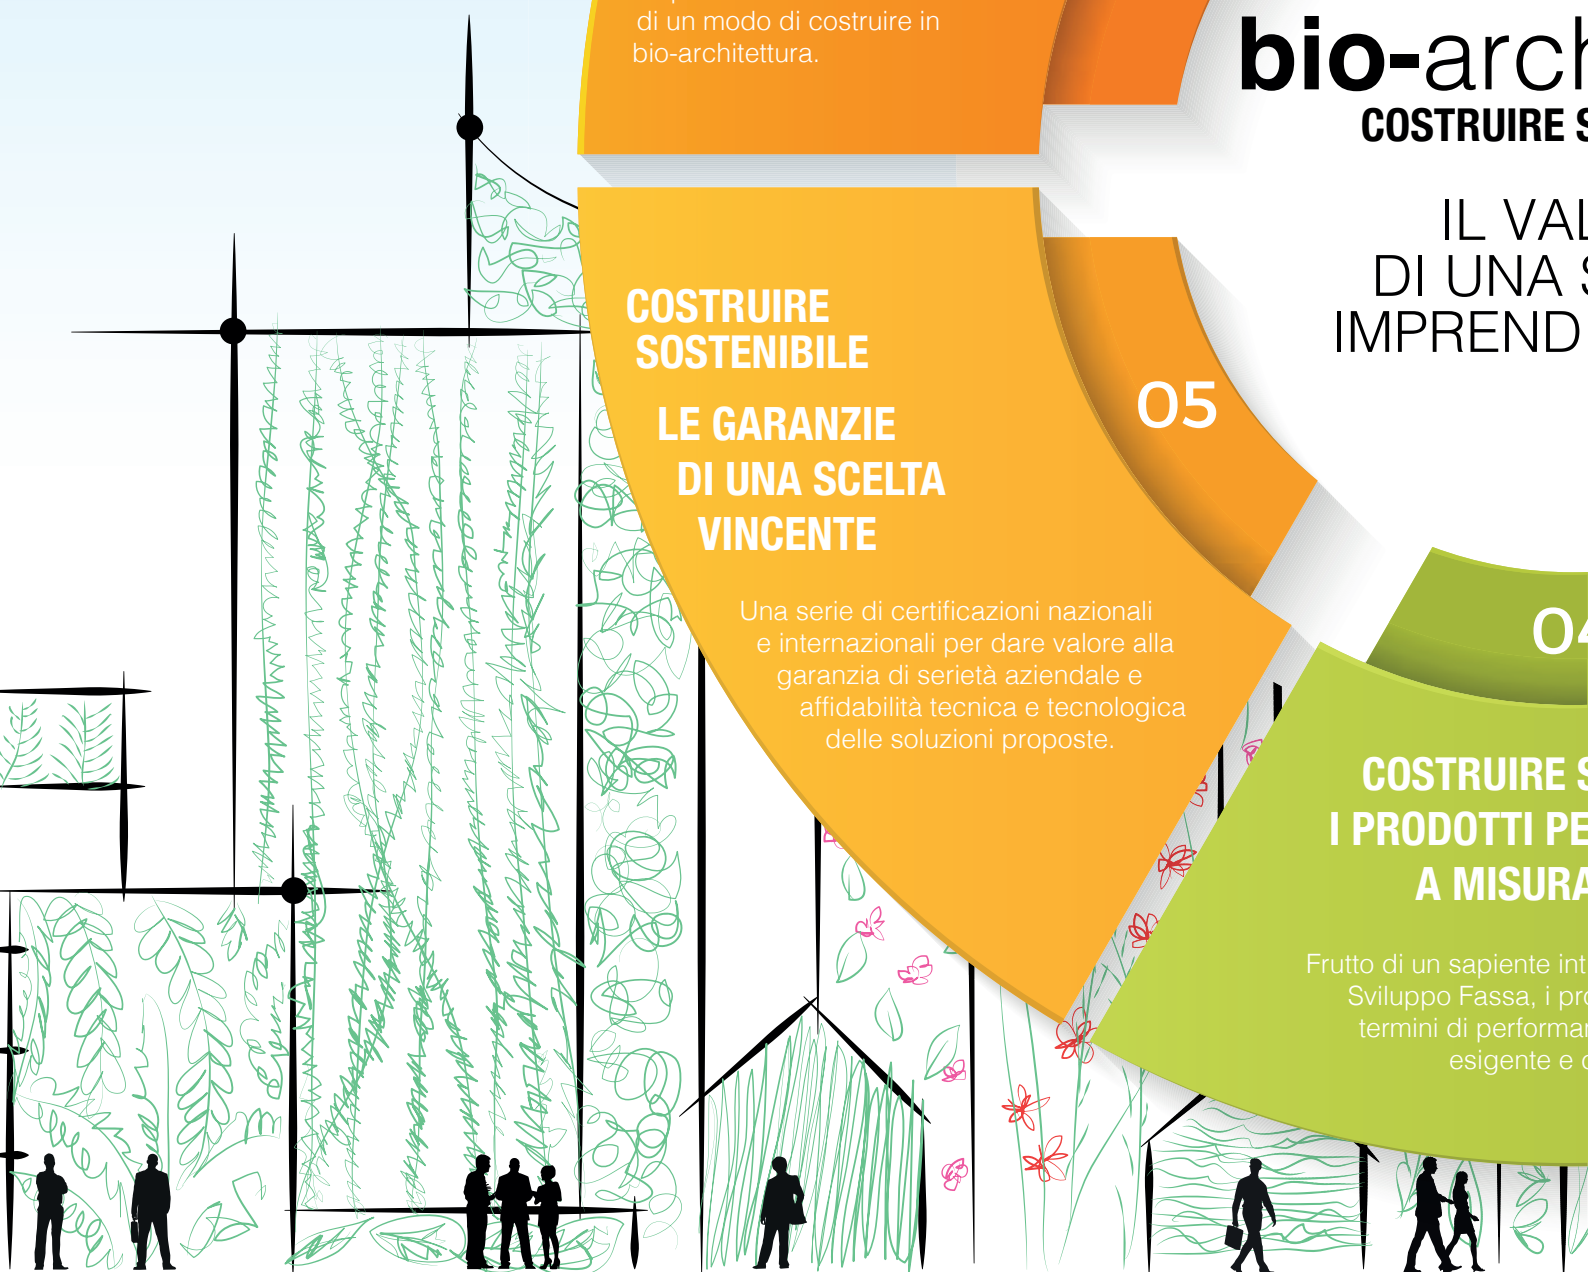 di un modo di costruire in
bio-architettura.
bio-arch
COSTRUIRE S
IL VAL
DI UNA S
IMPREND
05
COSTRUIRE
SOSTENIBILE
LE GARANZIE
DI UNA SCELTA
VINCENTE
Una serie di certificazioni nazionali
e internazionali per dare valore alla
garanzia di serietà aziendale e
affidabilità tecnica e tecnologica
delle soluzioni proposte.
04
COSTRUIRE S
I PRODOTTI PE
A MISURA
Frutto di un sapiente int
Sviluppo Fassa, i pro
termini di performan
esigente e